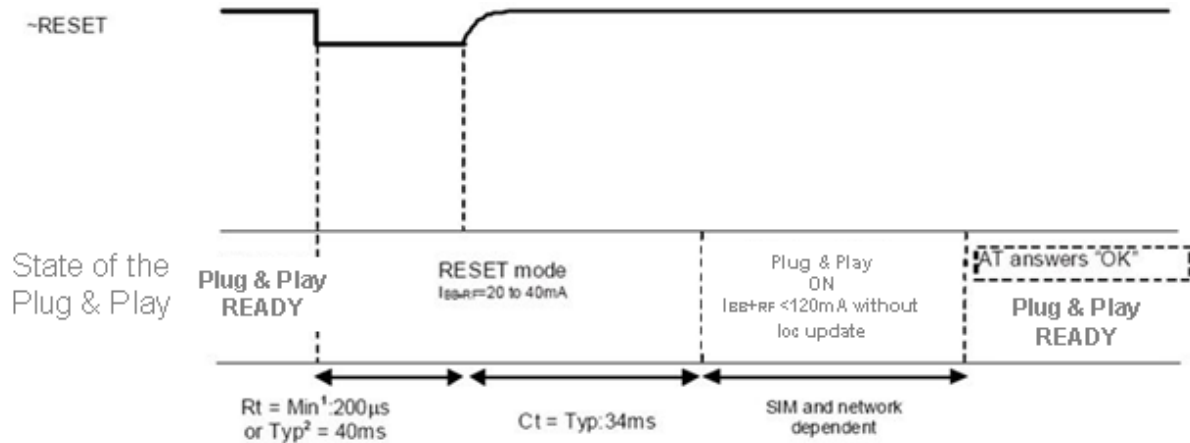 ~RESET
State of the
Plug & Play
Plug & Play
READY
RESET mode
IBB+RF=20 to 40mA
Plug & Play
ON
IBB+RF <120mA without
loc update
AT answers "OK"
Plug & Play
READY
Rt = Min¹:200µs
or Typ² = 40ms
Ct = Typ:34ms
SIM and network
dependent